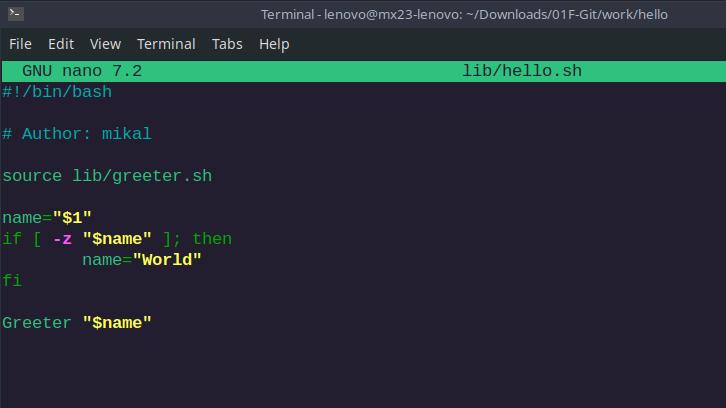 Terminal - lenovo@mx23-lenovo: ~/Downloads/01F-Git/work/hello
File Edit View Terminal Tabs Help
GNU nano 7.2 lib/hello.sh
#!/bin/bash
# Author: mikal
source lib/greeter.sh
name="$1"
if [ -z "$name" ]; then
name="World"
fi
Greeter "$name"